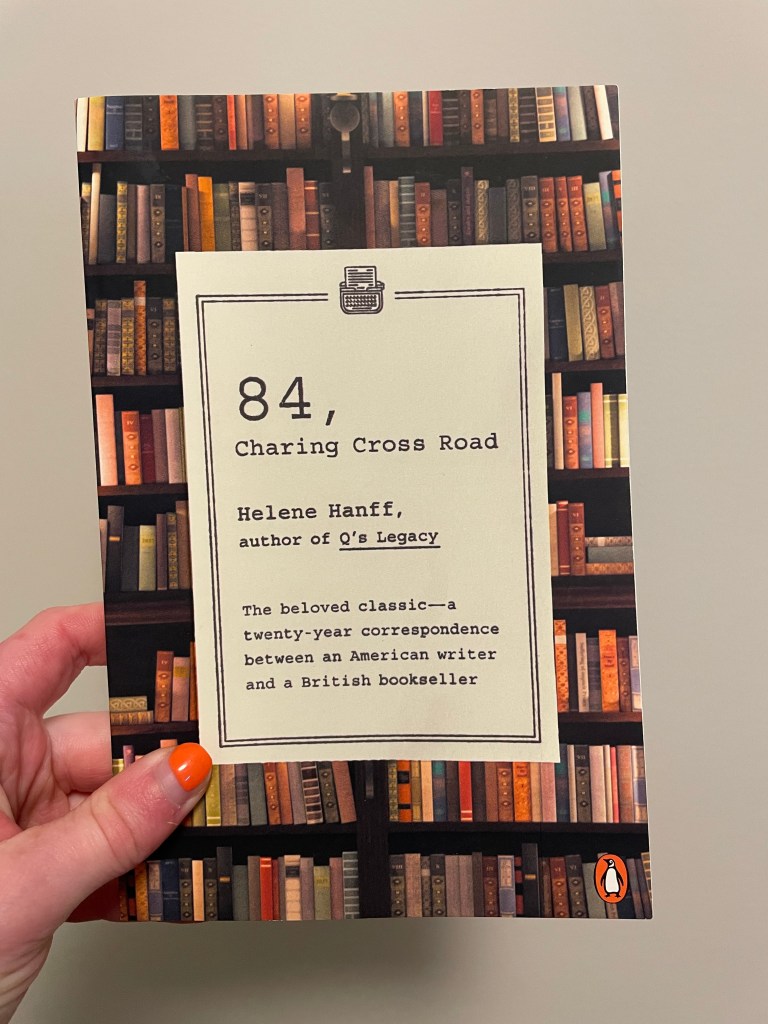 84,
Charing Cross Road
Helene Hanff,
author of Q's Legacy
The beloved classic—a
twenty-year correspondence
between an American writer
and a British bookseller